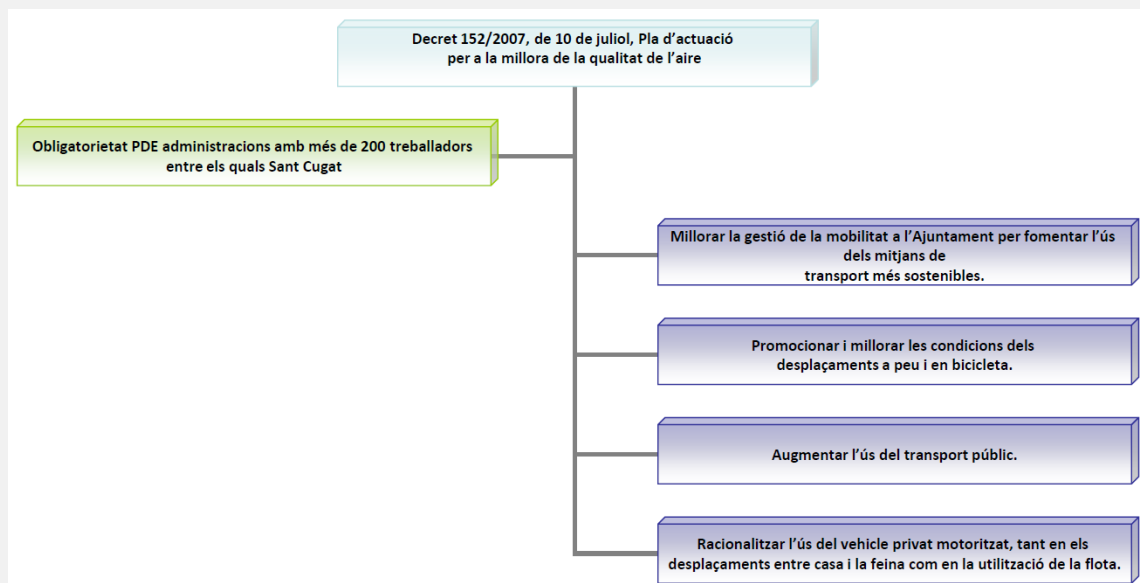 Decret 152/2007, de 10 de juliol, Pla d’actuació
per a la millora de la qualitat de l’aire
Obligatorietat PDE administracions amb més de 200 treballadors
entre els quals Sant Cugat
Millorar la gestió de la mobilitat a l’Ajuntament per fomentar l’ús
dels mitjans de
transport més sostenibles.
Promocionar i millorar les condicions dels
desplaçaments a peu i en bicicleta.
Augmentar l’ús del transport públic.
Racionalitzar l’ús del vehicle privat motoritzat, tant en els
desplaçaments entre casa i la feina com en la utilització de la flota.